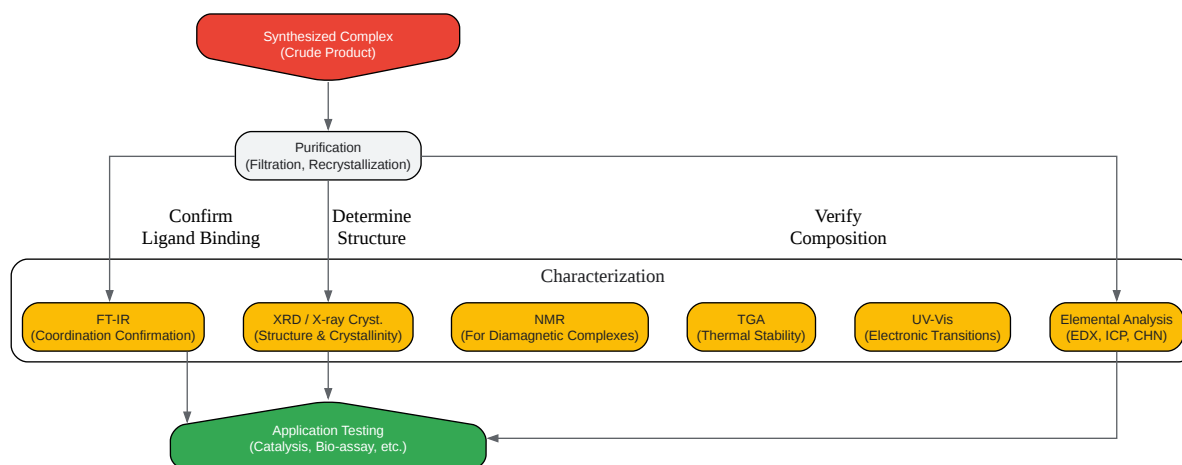 Synthesized Complex
(Crude Product)
Purification
(Filtration, Recrystallization)
Confirm
Ligand Binding
Determine
Structure
Verify
Composition
Characterization
FT-IR
(Coordination Confirmation)
XRD / X-ray Cryst.
(Structure & Crystallinity)
NMR
(For Diamagnetic Complexes)
TGA
(Thermal Stability)
UV-Vis
(Electronic Transitions)
Elemental Analysis
(EDX, ICP, CHN)
Application Testing
(Catalysis, Bio-assay, etc.)